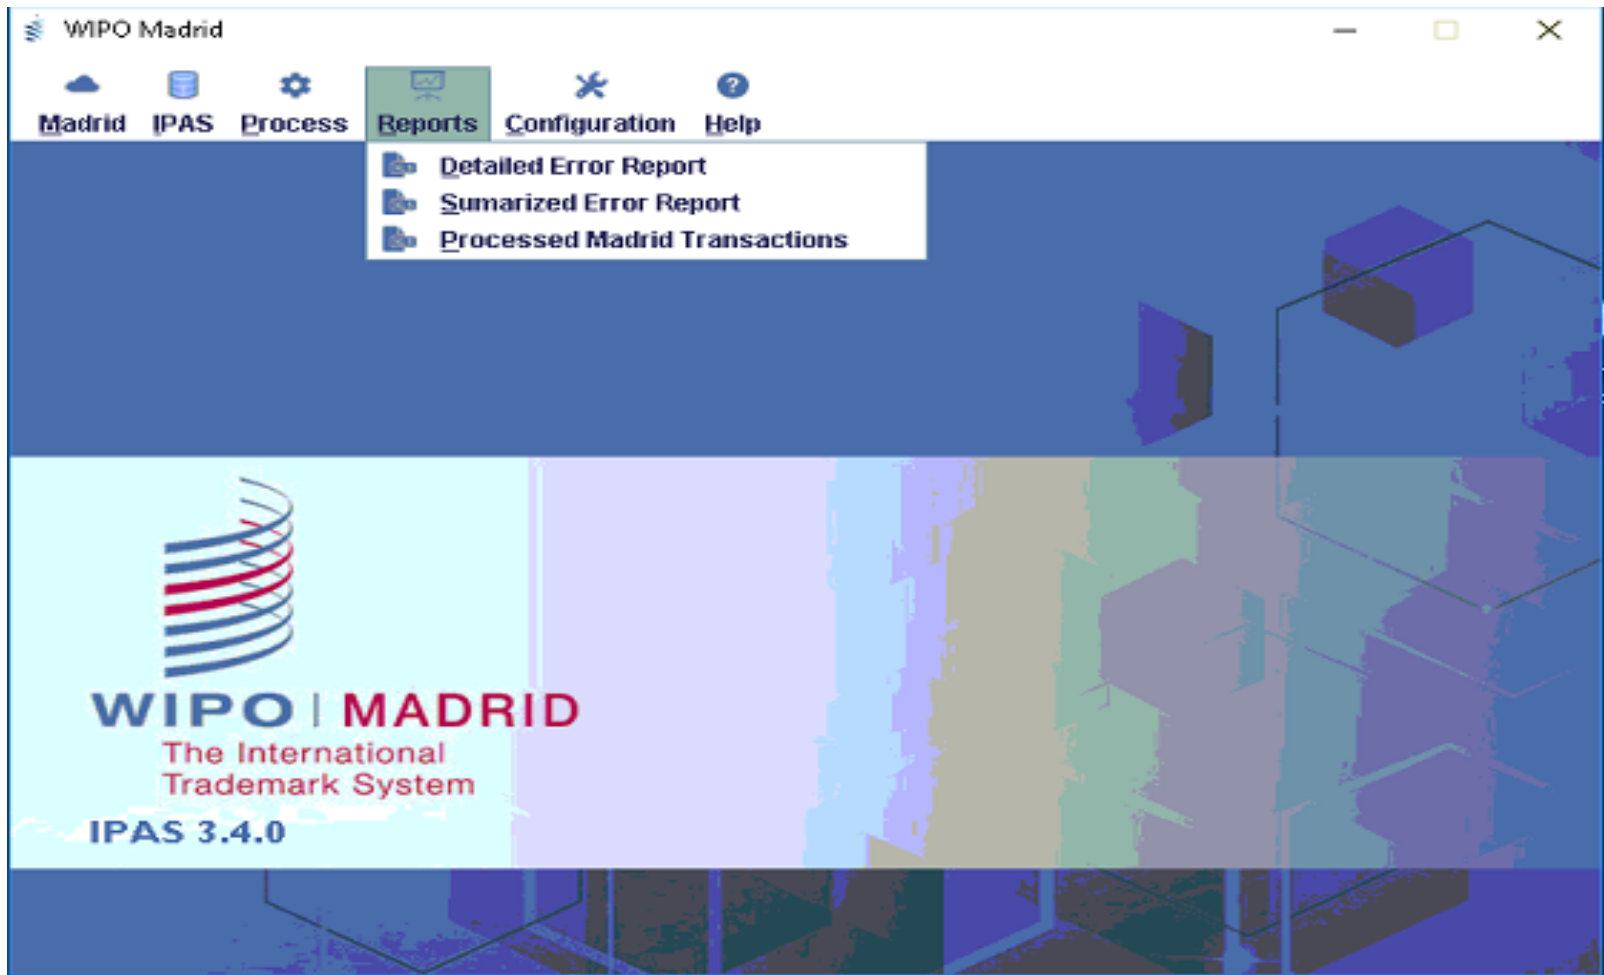 WIPO Madrid
Madrid IPAS Process Reports Configuration Help
Detailed Error Report
Sumarized Error Report
Processed Madrid Transactions
WIPO | MADRID
The International
Trademark System
IPAS 3.4.0